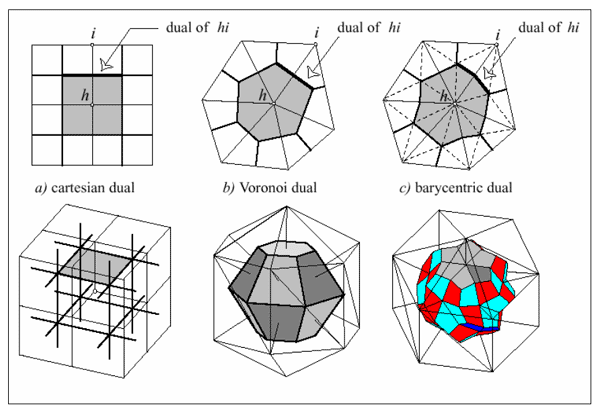 i
dual of hi
i
dual of hi
i
dual of hi
h
h
h
a) cartesian dual
b) Voronoi dual
c) barycentric dual